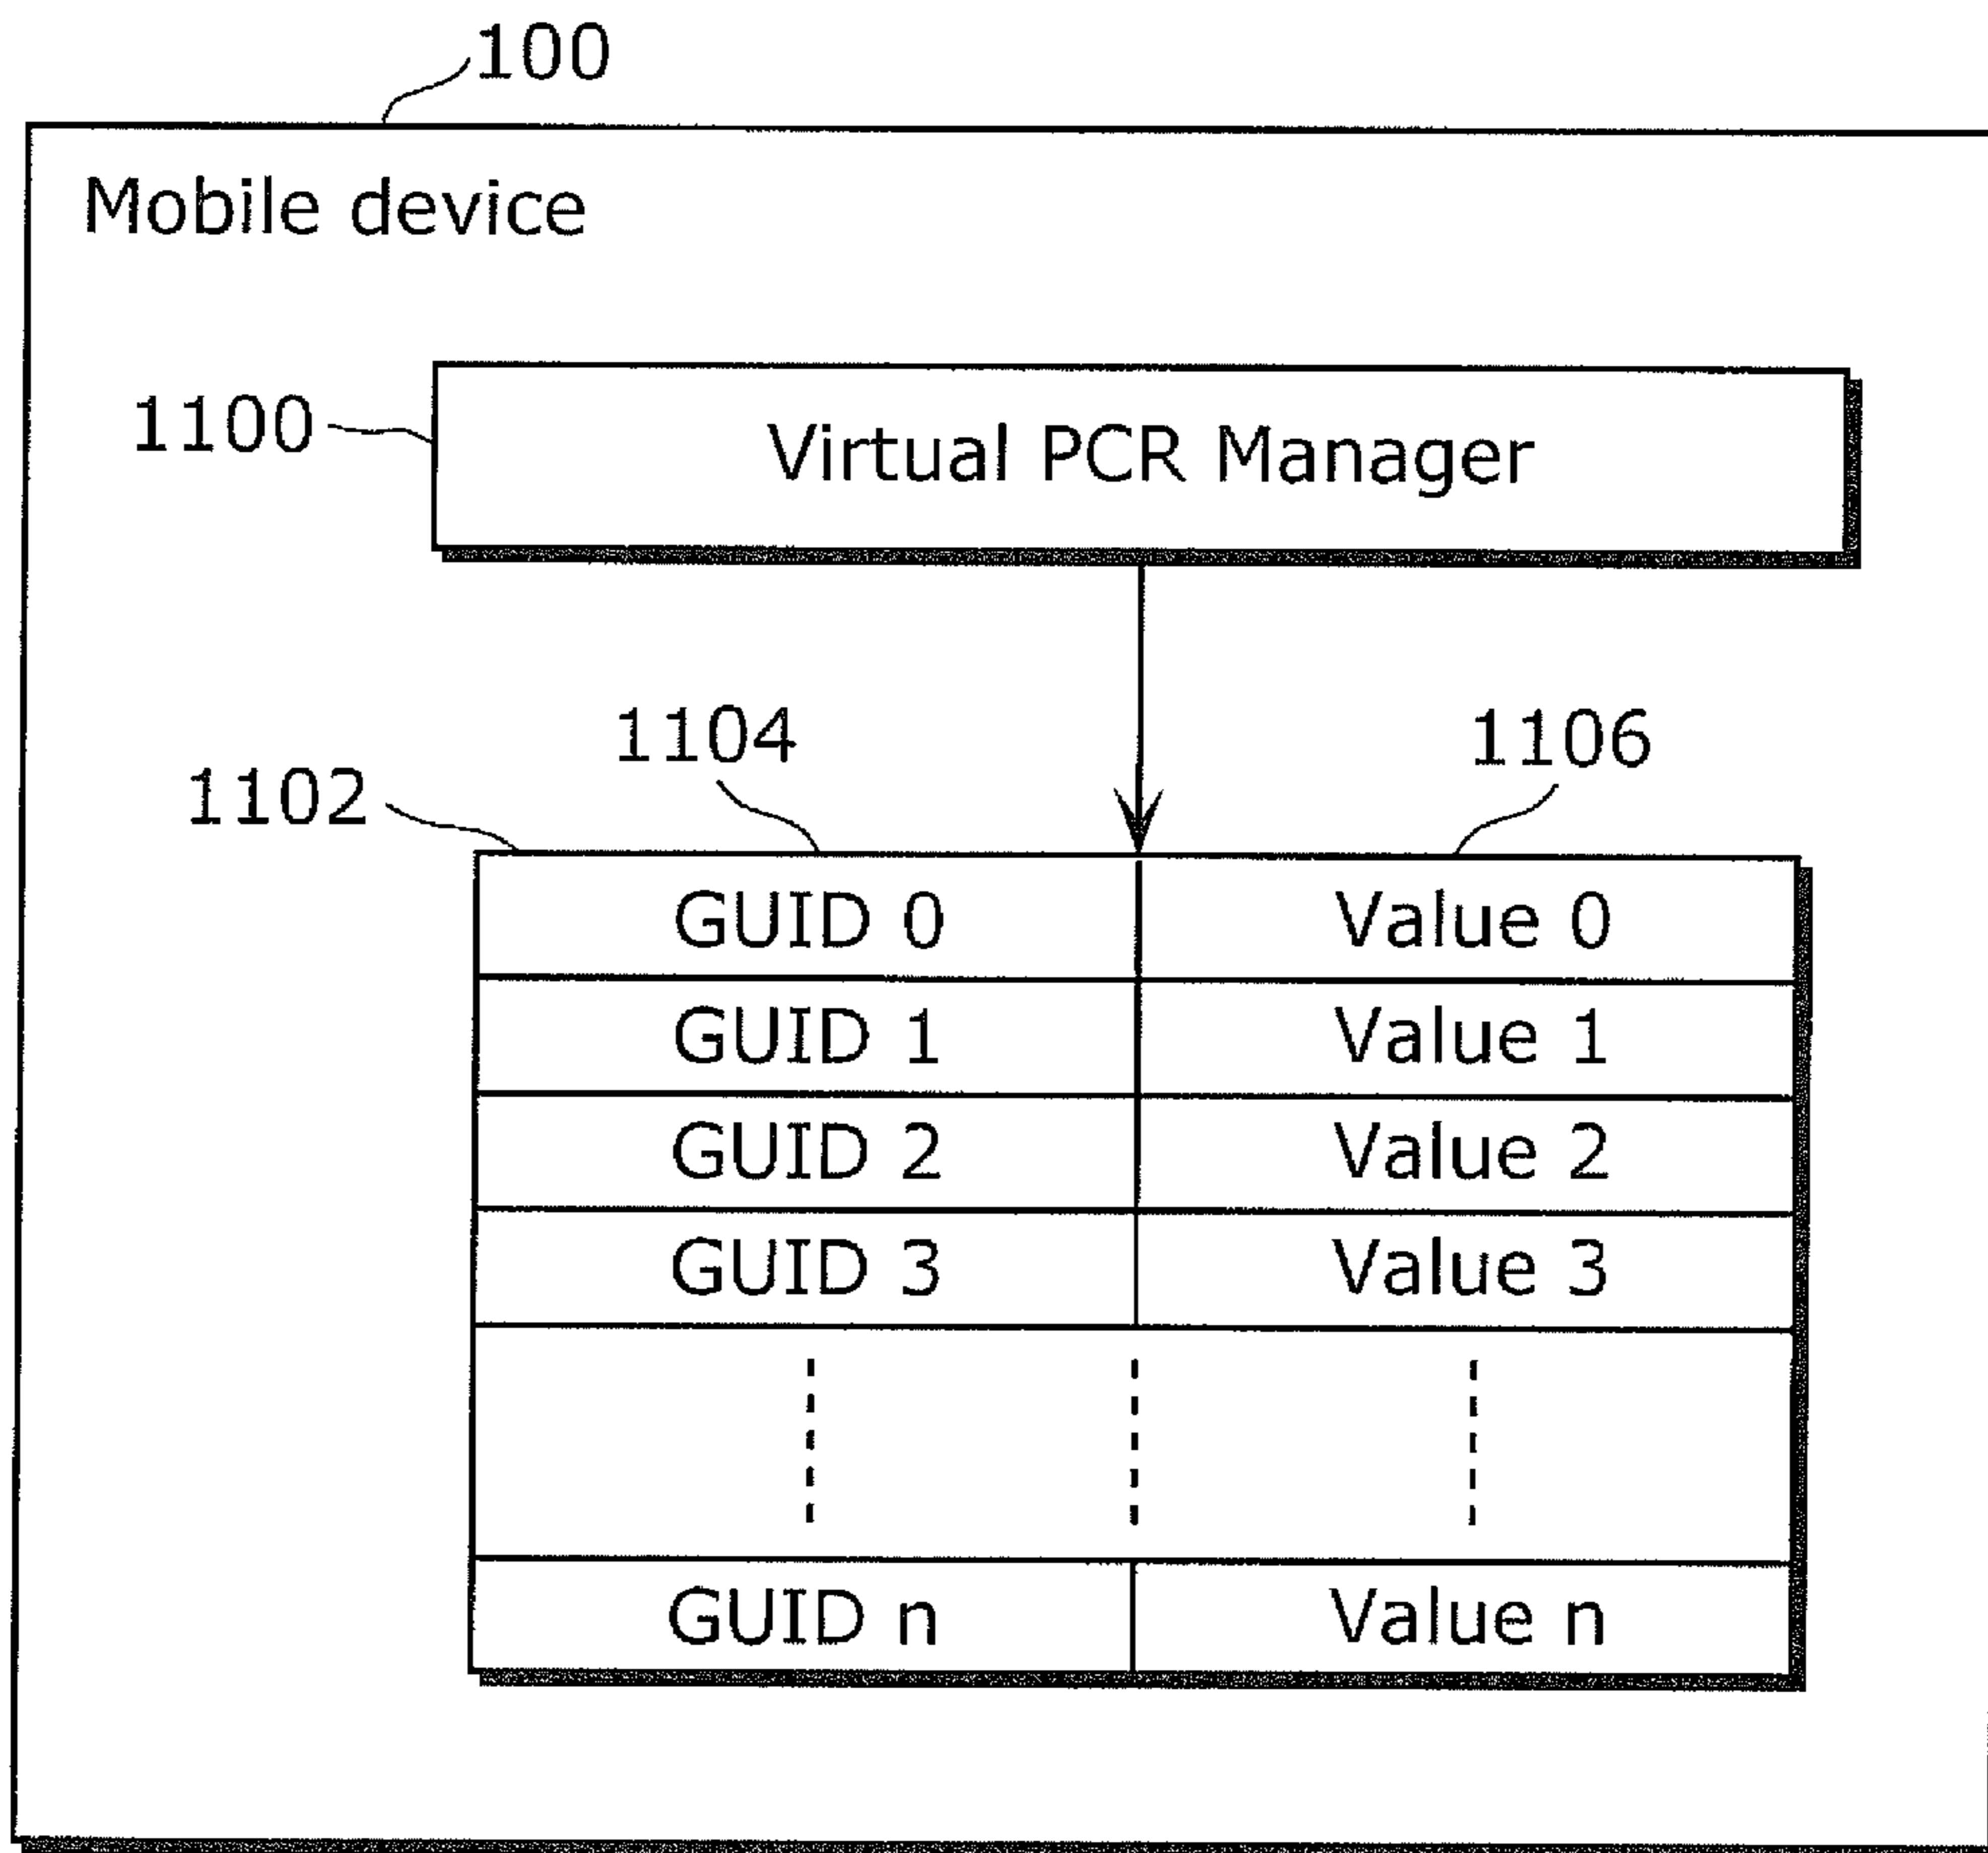 100
Mobile device
1100
Virtual PCR Manager
1104
1106
1102
GUID 0 Value 0
GUID 1 Value 1
GUID 2 Value 2
GUID 3 Value 3
GUID n Value n